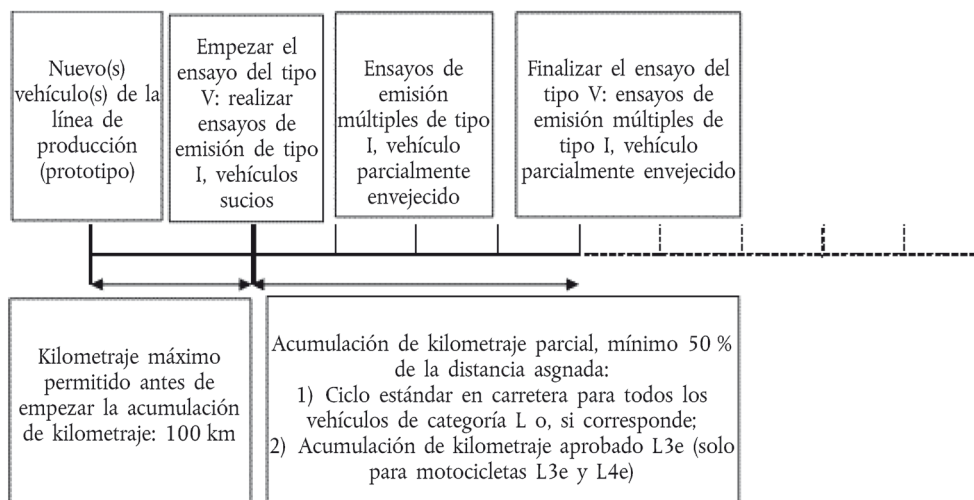 Nuevo(s)
vehículo(s) de la
línea de
producción
(prototipo)
Empezar el
ensayo del tipo
V: realizar
ensayos de
emisión de tipo
I, vehículos
sucios
Ensayos de
emisión
múltiples de tipo
I, vehículo
parcialmente
envejecido
Finalizar el ensayo del
tipo V: ensayos de
emisión múltiples de
tipo I, vehículo
parcialmente envejecido
Kilometraje máximo
permitido antes de
empezar la acumulación
de kilometraje: 100 km
Acumulación de kilometraje parcial, mínimo 50 %
de la distancia asgnada:
1) Ciclo estándar en carretera para todos los
vehículos de categoría L o, si corresponde;
2) Acumulación de kilometraje aprobado L3e (solo
para motocicletas L3e y L4e)